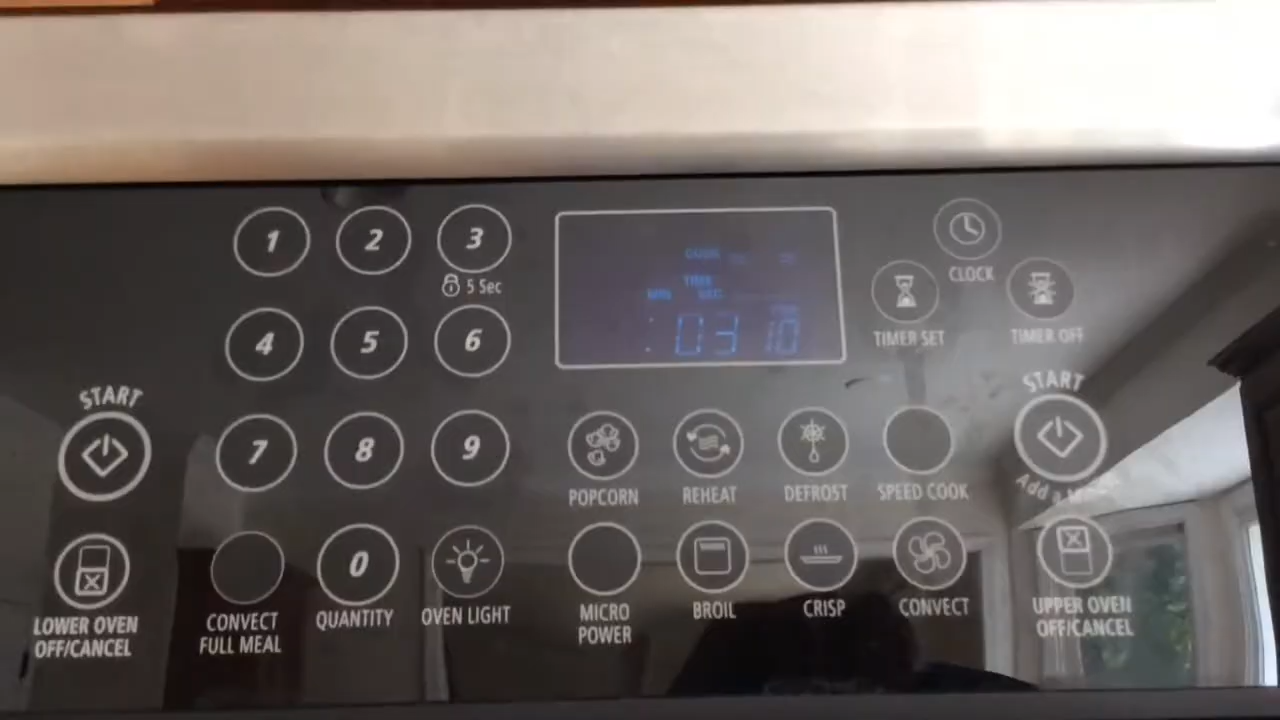 1 2 3
5 Sec
COOK
TIME
MIN SEC
: 03 10
CLOCK
TIMER SET TIMER OFF
4 5 6
START
7 8 9
POPCORN REHEAT DEFROST SPEED COOK
START
Add a
LOWER OVEN
OFF/CANCEL
CONVECT
FULL MEAL
0
QUANTITY
OVEN LIGHT
MICRO
POWER
BROIL
CRISP
CONVECT
UPPER OVEN
OFF/CANCEL